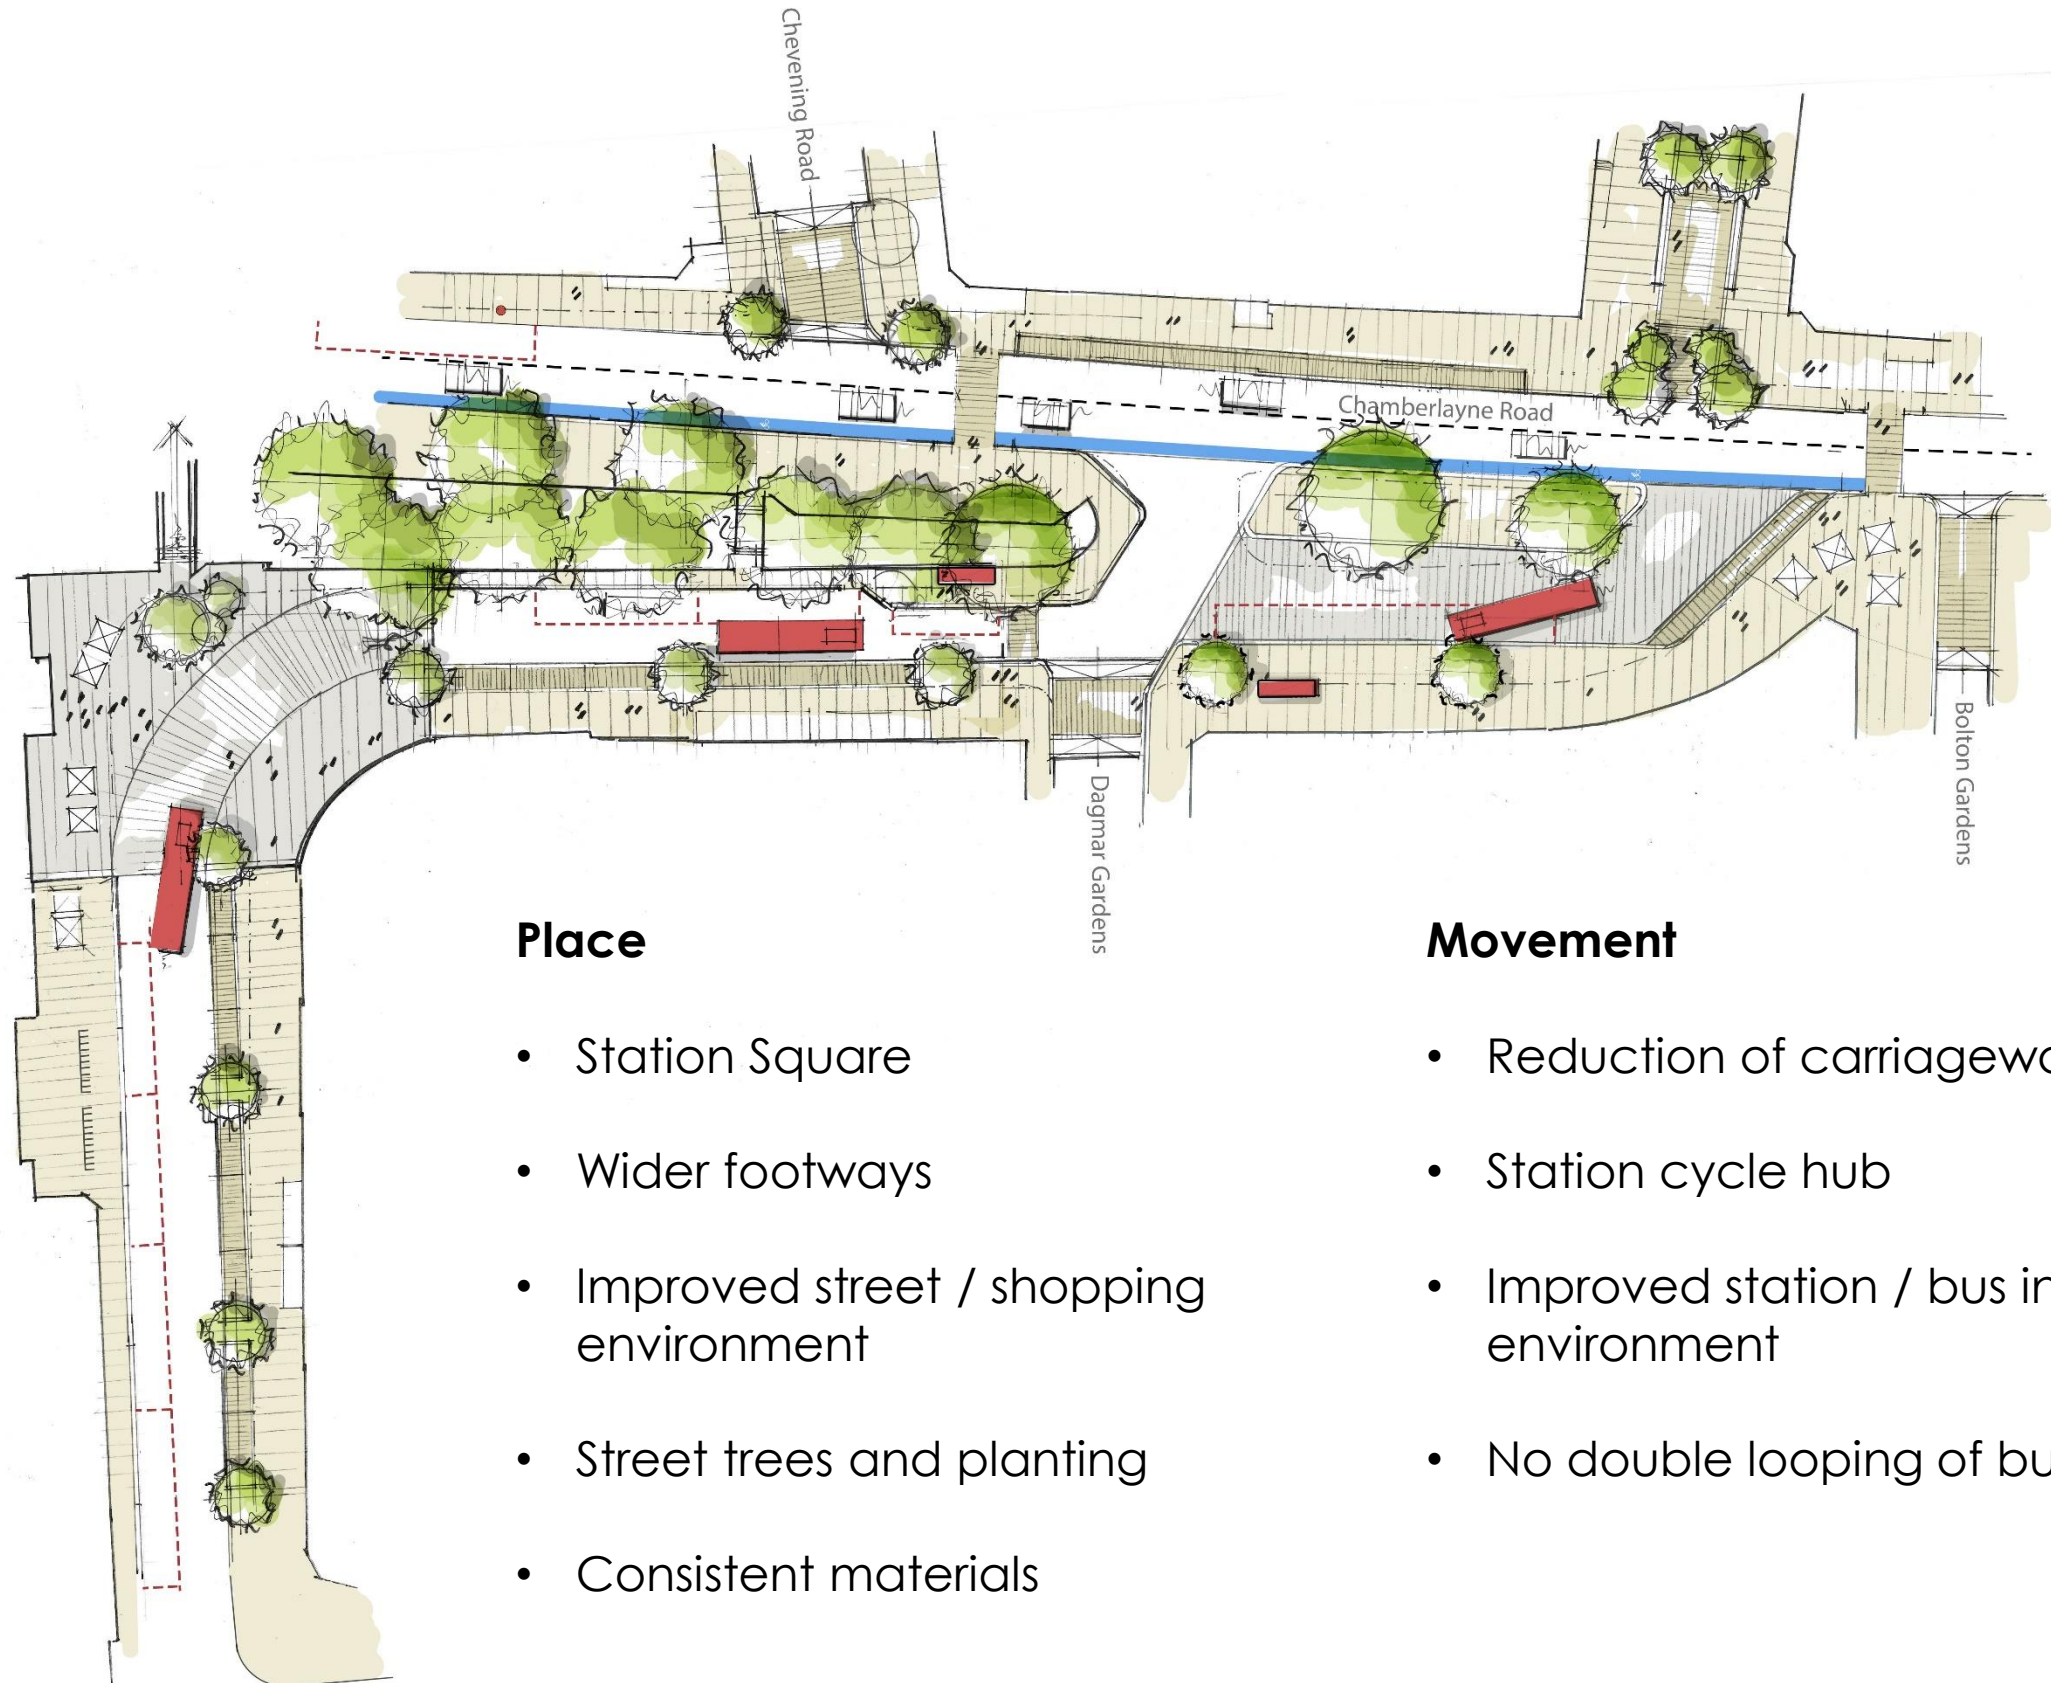 Chevening Road
Chamberlayne Road
Bolton Gardens
Dagmar Gardens
Place
• Station Square
• Wider footways
• Improved street / shopping
environment
• Street trees and planting
• Consistent materials
Movement
• Reduction of
• Station cycle hub
• Improved station / bus
environment
• No double looping of